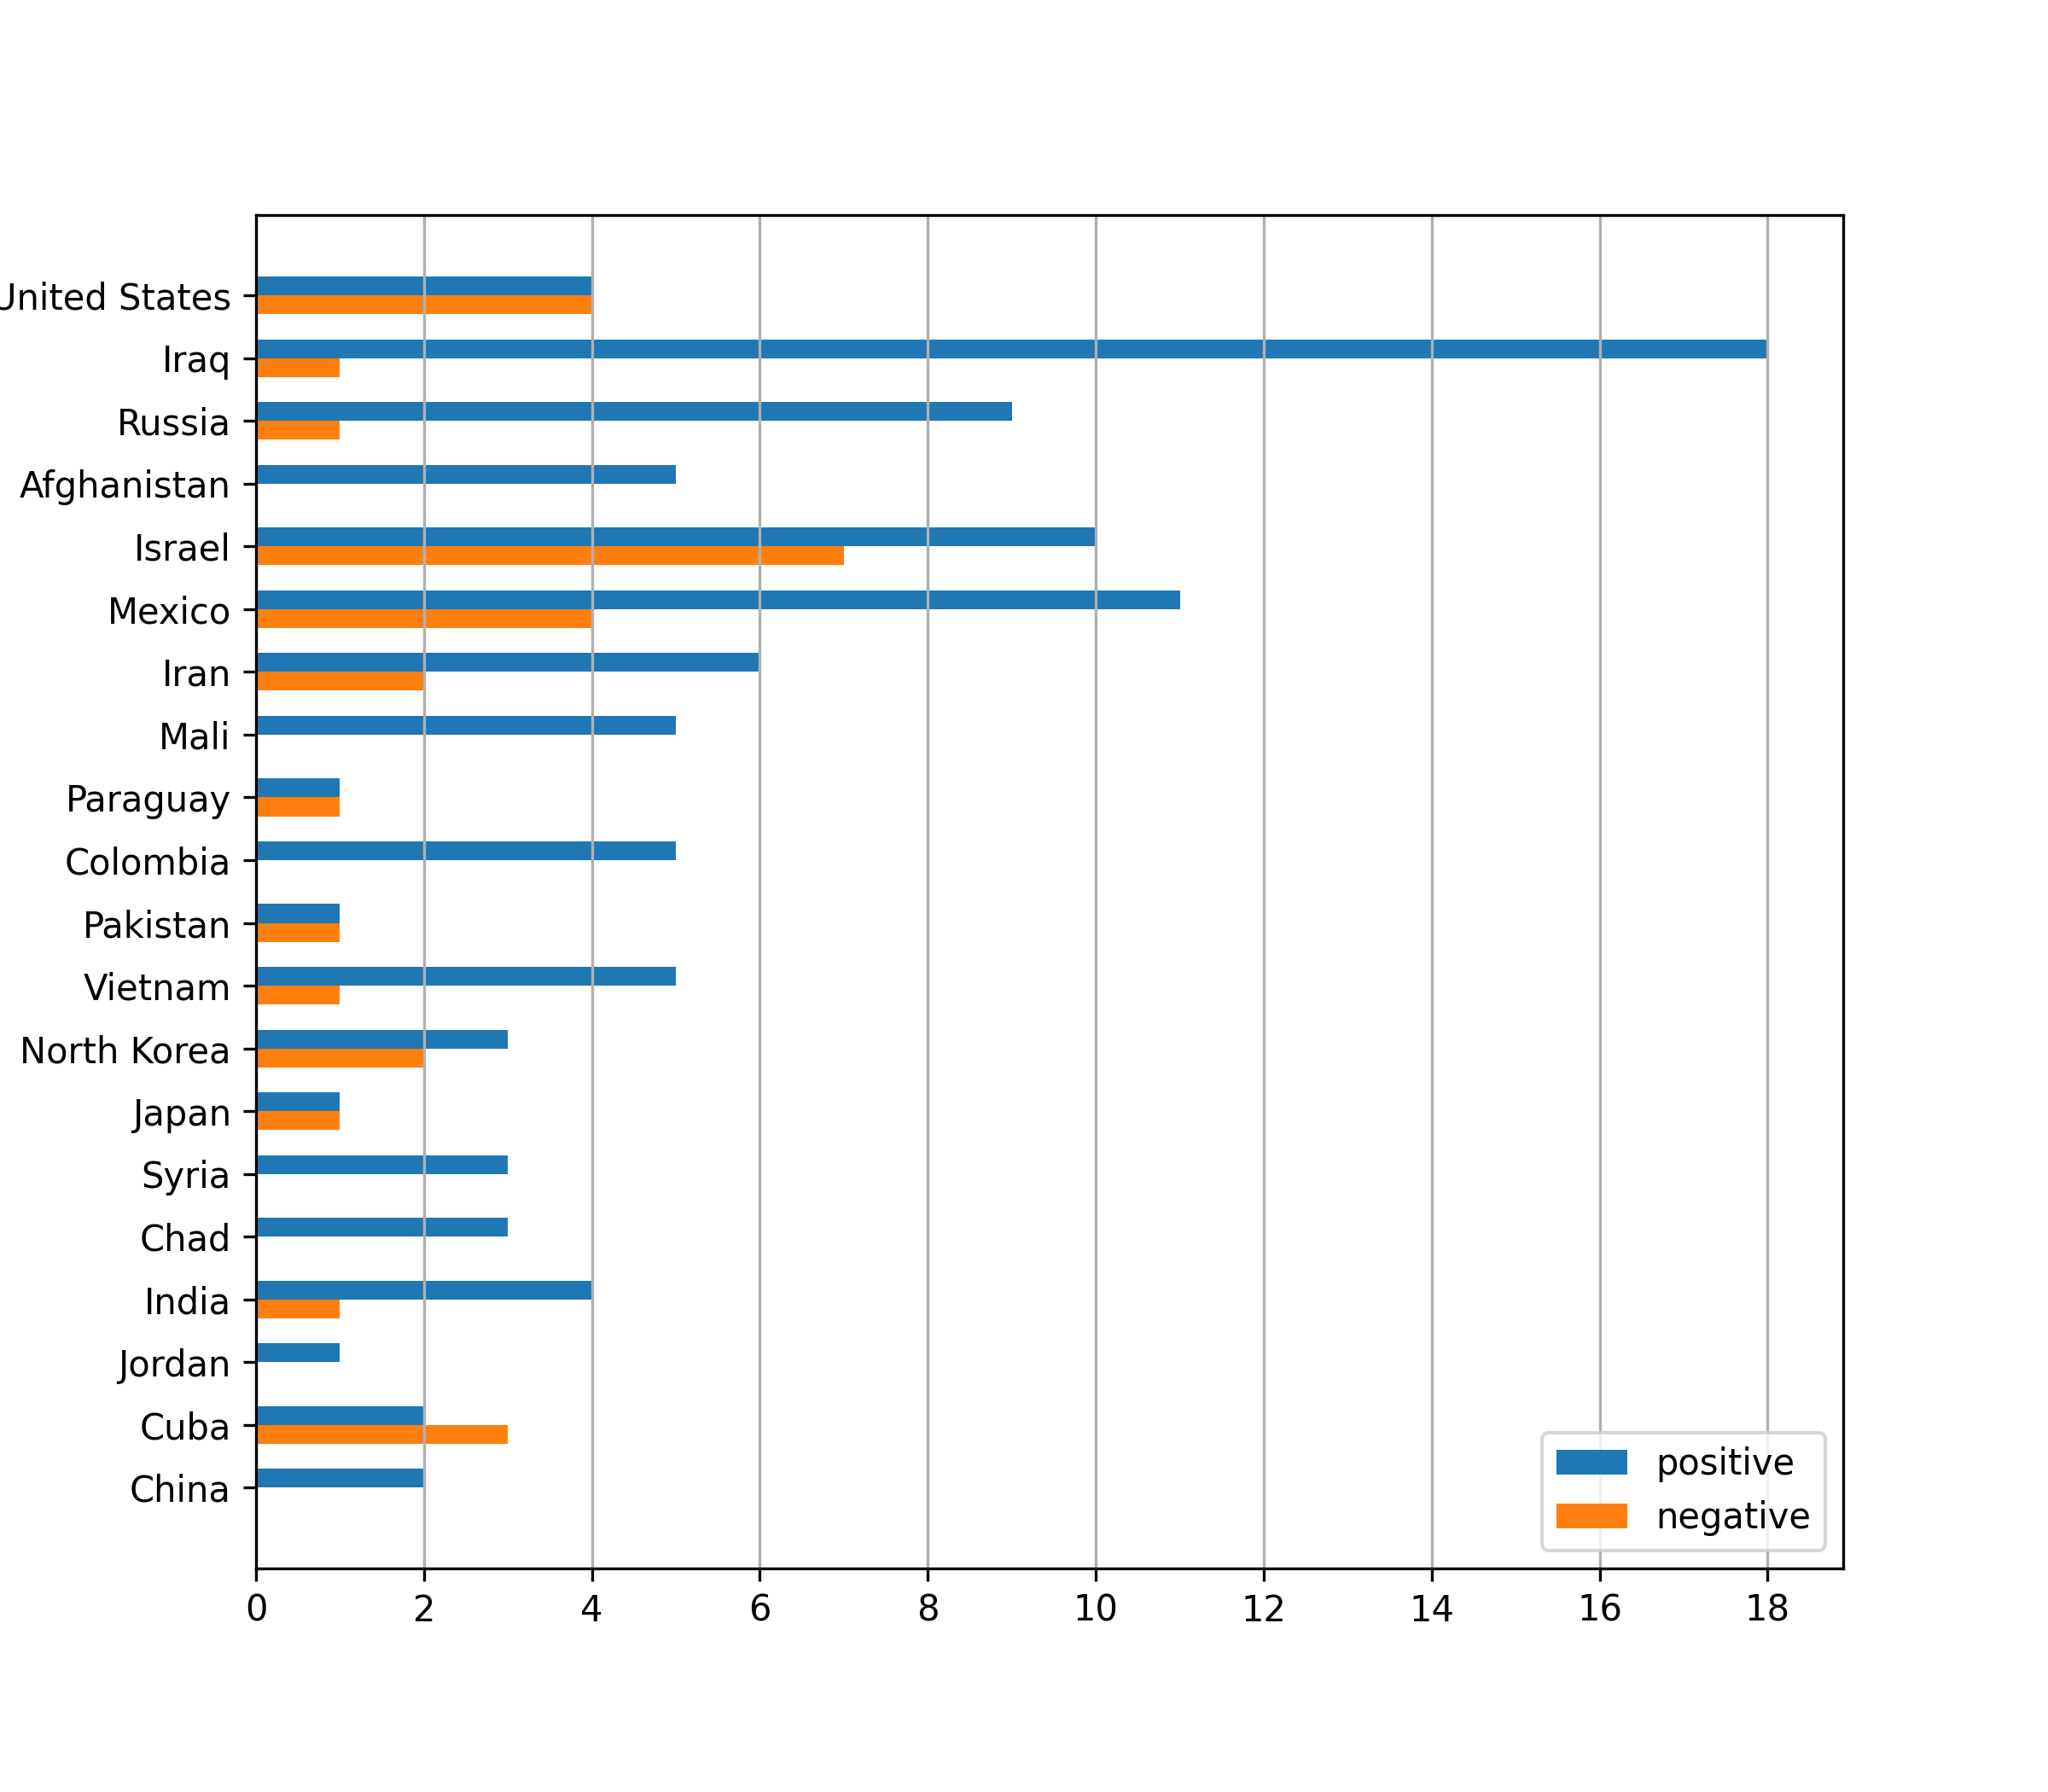 United States
Iraq
Russia
Afghanistan
Israel
Mexico
Iran
Mali
Paraguay
Colombia
Pakistan
Vietnam
North Korea
Japan
Syria
Chad
India
Jordan
Cuba
China
positive
negative
0 2 4 6 8 10 12 14 16 18